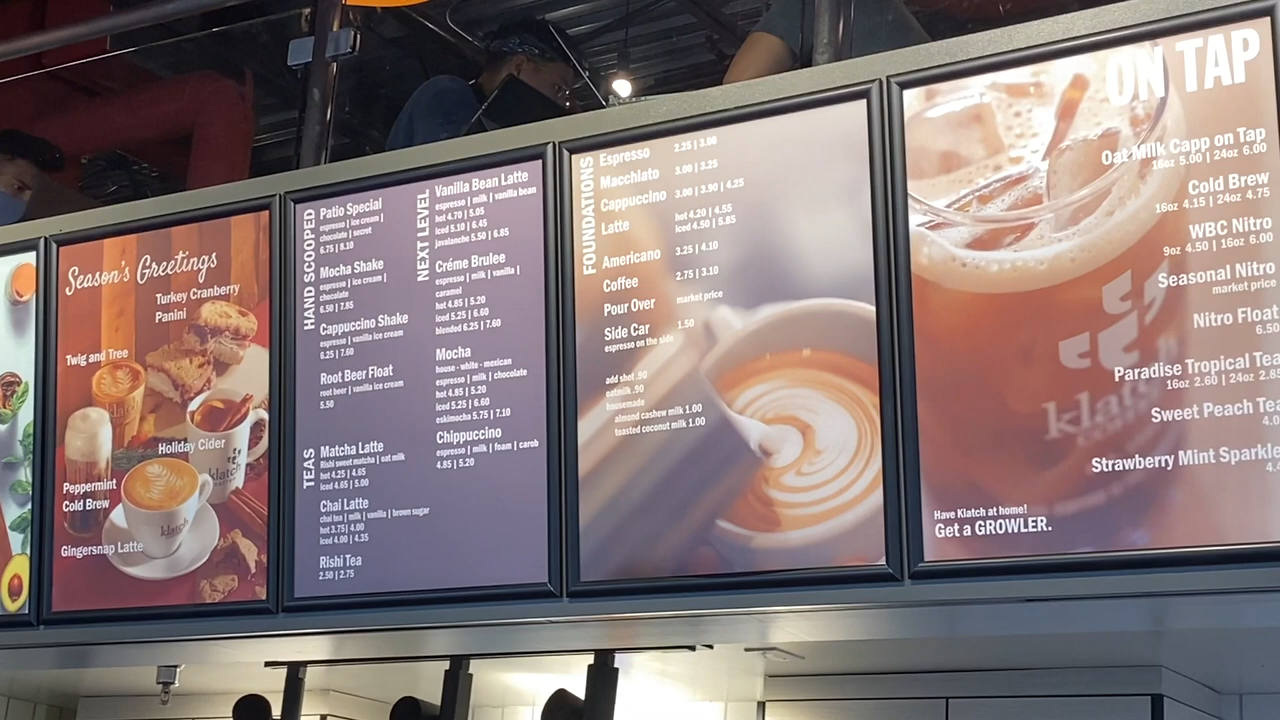 Season's Greetings
Turkey Cranberry
Panini
Twig and Tree
Holiday Cider
Peppermint
Cold Brew
Gingersnap Latte
klatch
klatch
HAND SCOOPED
Patio Special
espresso | ice cream |
chocolate | secret
6.75 | 8.10
Mocha Shake
espresso | ice cream |
chocolate
6.50 | 7.85
Cappuccino Shake
espresso | vanilla ice cream
6.25 | 7.60
Root Beer Float
root beer | vanilla ice cream
5.50
TEAS
Matcha Latte
Rishi sweet matcha | oat milk
hot 4.25 | 4.65
iced 4.65 | 5.00
Chai Latte
chai tea | milk | vanilla | brown sugar
hot 3.75 | 4.00
iced 4.00 | 4.35
Rishi Tea
2.50 | 2.75
NEXT LEVEL
Vanilla Bean Latte
espresso | milk | vanilla bean
hot 4.70 | 5.05
iced 5.10 | 6.45
javalanche 5.50 | 6.85
Créme Brulee
espresso | milk | vanilla |
caramel
hot 4.85 | 5.20
iced 5.25 | 6.60
blended 6.25 | 7.60
Mocha
house - white - mexican
espresso | milk | chocolate
hot 4.85 | 5.20
iced 5.25 | 6.60
eskimocha 5.75 | 7.10
Chippuccino
espresso | milk | foam | carob
4.85 | 5.20
FOUNDATIONS
Espresso 2.25 | 3.00
Macchiato 3.00 | 3.25
Cappuccino 3.00 | 3.90 | 4.25
Latte hot 4.20 | 4.55
iced 4.50 | 5.85
Americano 3.25 | 4.10
Coffee 2.75 | 3.10
Pour Over market price
Side Car 1.50
espresso on the side
add shot .90
oatmilk .90
housemade
almond cashew milk 1.00
toasted coconut milk 1.00
ON TAP
Oat Milk Capp on Tap
16oz 5.00 | 24oz 6.00
Cold Brew
16oz 4.15 | 24oz 4.75
WBC Nitro
9oz 4.50 | 16oz 6.00
Seasonal Nitro
market price
Nitro Float
6.50
Paradise Tropical Tea
16oz 2.60 | 24oz 2.85
Sweet Peach Tea
4.0
Strawberry Mint Sparkle
4.4
klatch
Have Klatch at home!
Get a GROWLER.